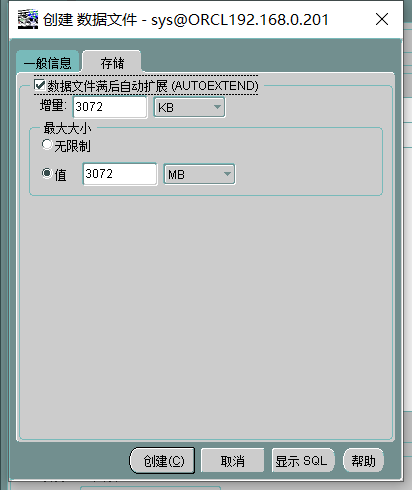 创建 数据文件 - sys@ORCL192.168.0.201
一般信息 存储
数据文件满后自动扩展 (AUTOEXTEND)
增量: 3072 KB
最大大小
无限制
值 3072 MB
创建(C) 取消 显示 SQL 帮助